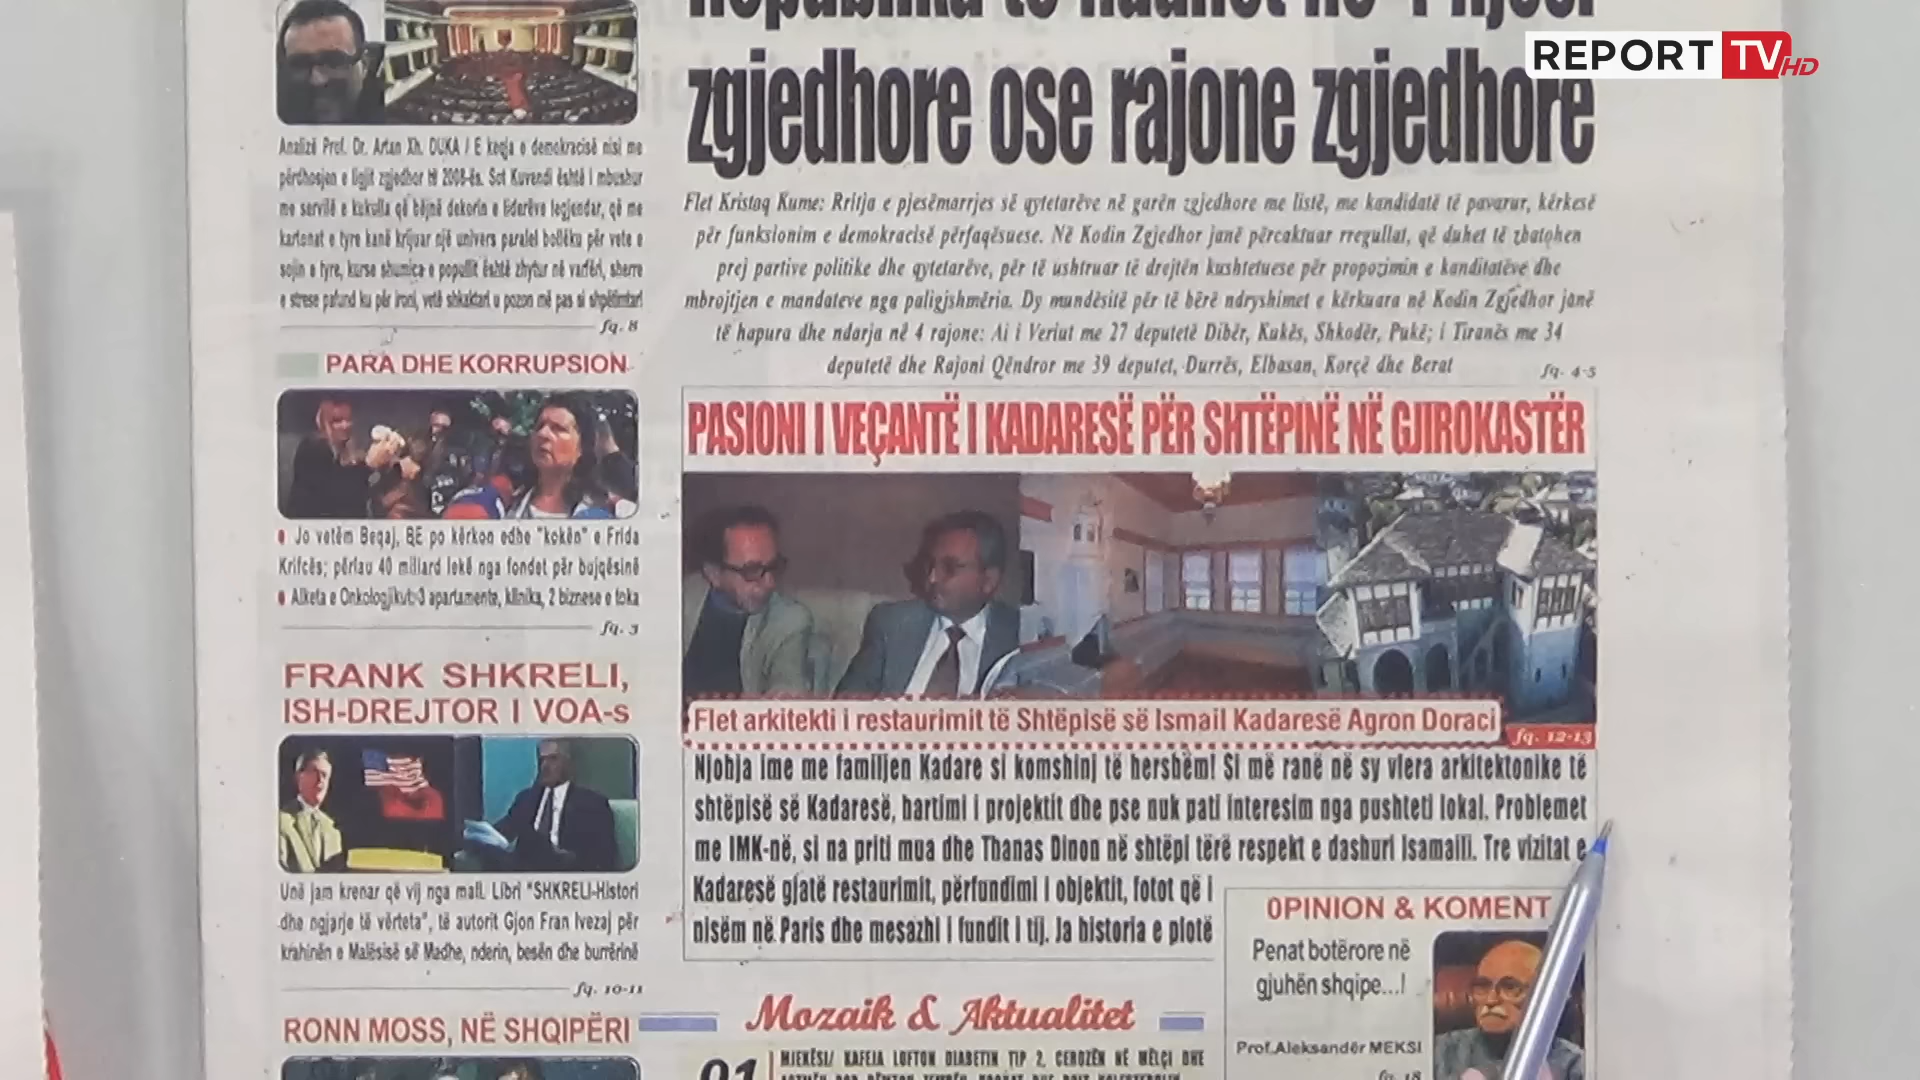 REPORT TV HD
zgjedhore ose rajone zgjedhore
Analizë Prof. Dr. Artan Xh. DUKA / E keqja e demokracisë nisi me
përdhosjen e ligjit zgjedhor të 2008-ës. Sot Kuvendi është i mbushur
me servilë e kukulla që bëjnë dekorin e liderëve legjendar, që me
kartonat e tyre kanë krijuar një univers paralel bollëku për vete e
sojin e tyre, kurse shumica e popullit është zhytur në varfëri, sherre
e strese pafund ku për ironi, vetë shkaktari u pozon më pas si shpëtimtar!
fq. 8
PARA DHE KORRUPSION
Jo vetëm Beqaj, BE po kërkon edhe "kokën" e Frida
Krifcës; përlau 40 miliard lekë nga fondet për bujqësinë
Alketa e Onkologjikut: 3 apartamente, klinika, 2 biznese e toka
fq. 3
FRANK SHKRELI,
ISH-DREJTOR I VOA-s
Unë jam krenar që vij nga mali. Libri "SHKRELI-Histori
dhe ngjarje të vërteta", të autorit Gjon Fran Ivezaj për
krahinën e Malësisë së Madhe, nderin, besën dhe burrërinë
fq. 10-11
RONN MOSS, NË SHQIPËRI
Flet Kristaq Kume: Rritja e pjesëmarrjes së qytetarëve në garën zgjedhore me listë, me kandidatë të pavarur, kërkesë
për funksionim e demokracisë përfaqësuese. Në Kodin Zgjedhor janë përcaktuar rregullat, që duhet të zbatohen
prej partive politike dhe qytetarëve, për të ushtruar të drejtën kushtetuese për propozimin e kanditatëve dhe
mbrojtjen e mandateve nga paligjshmëria. Dy mundësitë për të bërë ndryshimet e kërkuara në Kodin Zgjedhor janë
të hapura dhe ndarja në 4 rajone: Ai i Veriut me 27 deputetë Dibër, Kukës, Shkodër, Pukë; i Tiranës me 34
deputetë dhe Rajoni Qëndror me 39 deputet, Durrës, Elbasan, Korçë dhe Berat
fq. 4-5
PASIONI I VEÇANTË I KADARESË PËR SHTËPINË NË GJIROKASTËR
Flet arkitekti i restaurimit të Shtëpisë së Ismail Kadaresë Agron Doraci
fq. 12-13
Njohja ime me familjen Kadare si komshinj të hershëm! Si më ranë në sy vlera arkitektonike të
shtëpisë së Kadaresë, hartimi i projektit dhe pse nuk pati interesim nga pushteti lokal. Problemet
me IMK-në, si na priti mua dhe Thanas Dinon në shtëpi tërë respekt e dashuri Isamaili. Tre vizitat e
Kadaresë gjatë restaurimit, përfundimi i objektit, fotot që i
nisëm në Paris dhe mesazhi i fundit i tij. Ja historia e plotë
OPINION & KOMENT
Penat botërore në
gjuhën shqipe...!
Prof.Aleksandër MEKSI
fq. 18
Mozaik & Aktualitet
01
MJEKËSI/ KAFEJA LUFTON DIABETIN TIP 2, CEROZËN NË MËLÇI DHE